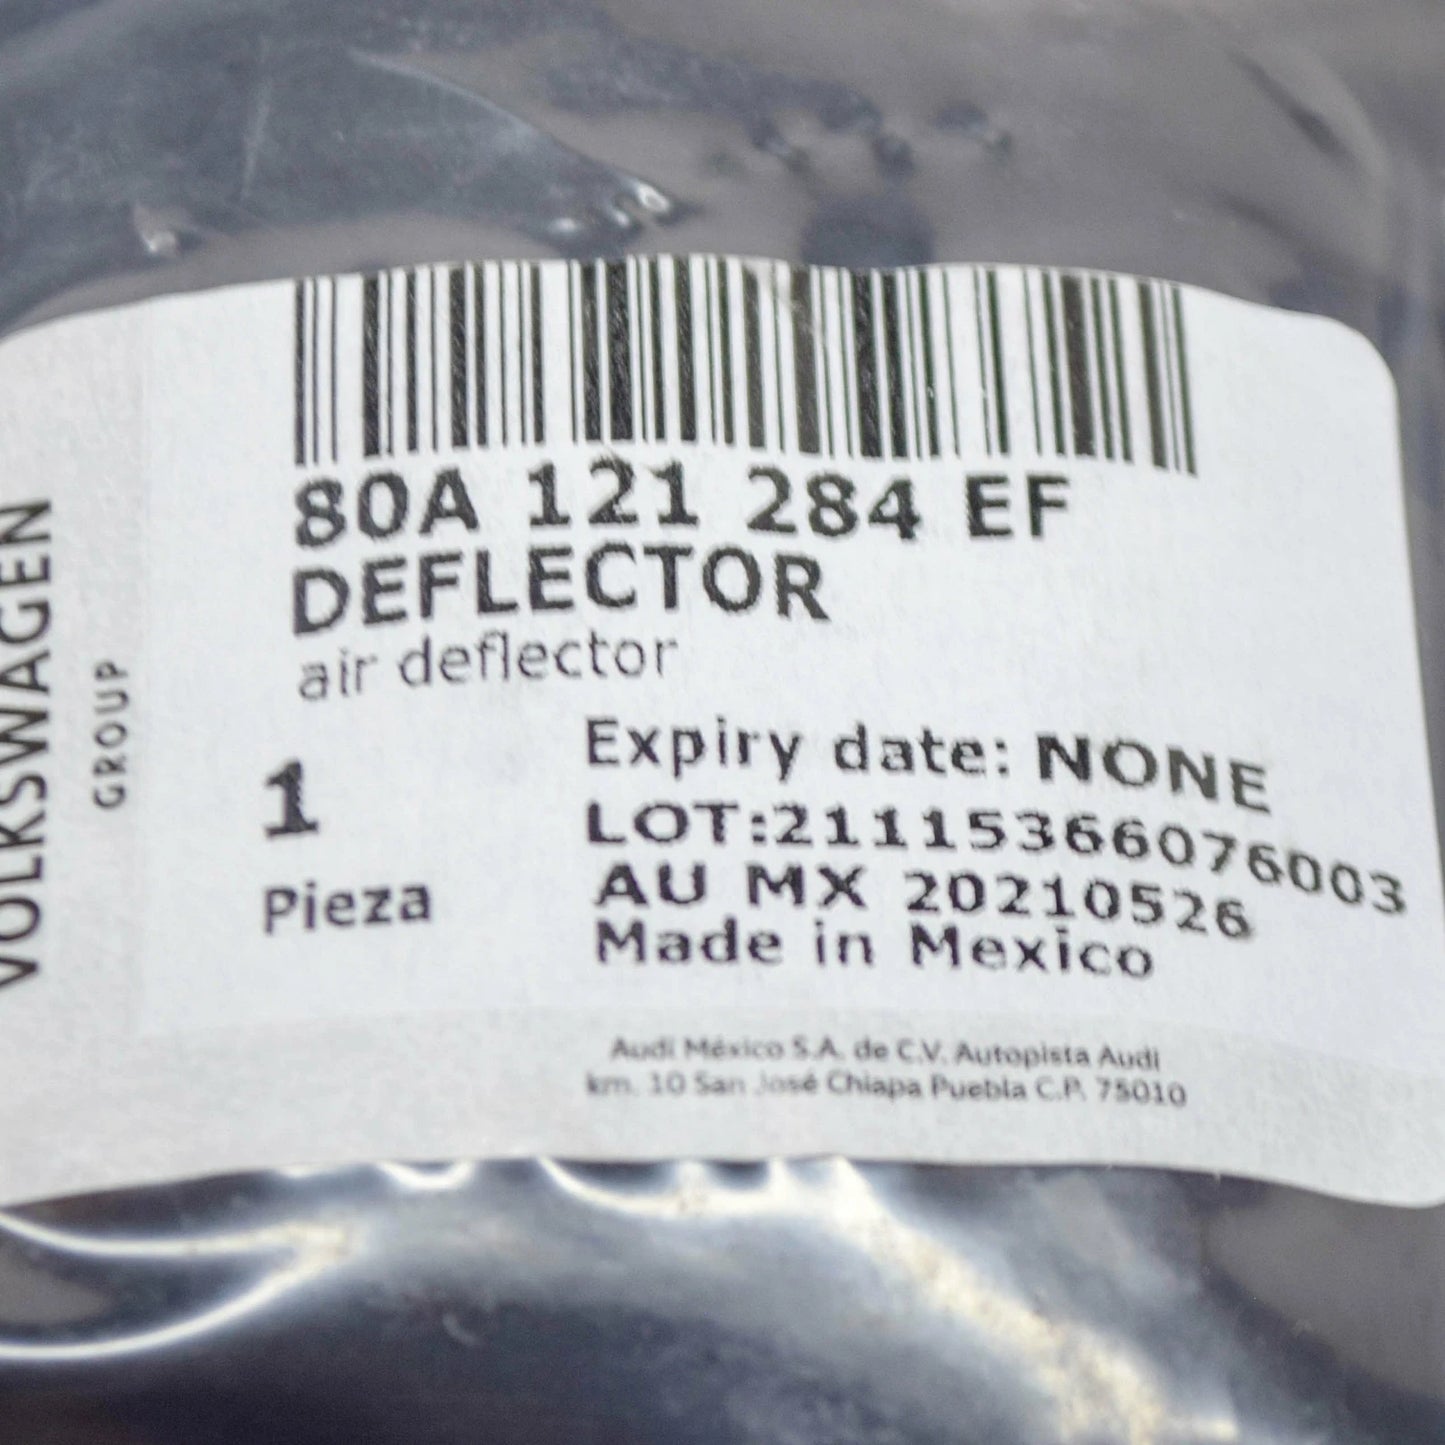 80A 121 284 EF
DEFLECTOR
air deflector
1
Pieza
Expiry date: NONE
LOT:21115366076003
AU MX 20210526
Made in Mexico
Audi México S.A. de C.V. Autopista Audi
km. 10 San José Chiapa Puebla C.P. 75010
VOLKSWAGEN
GROUP